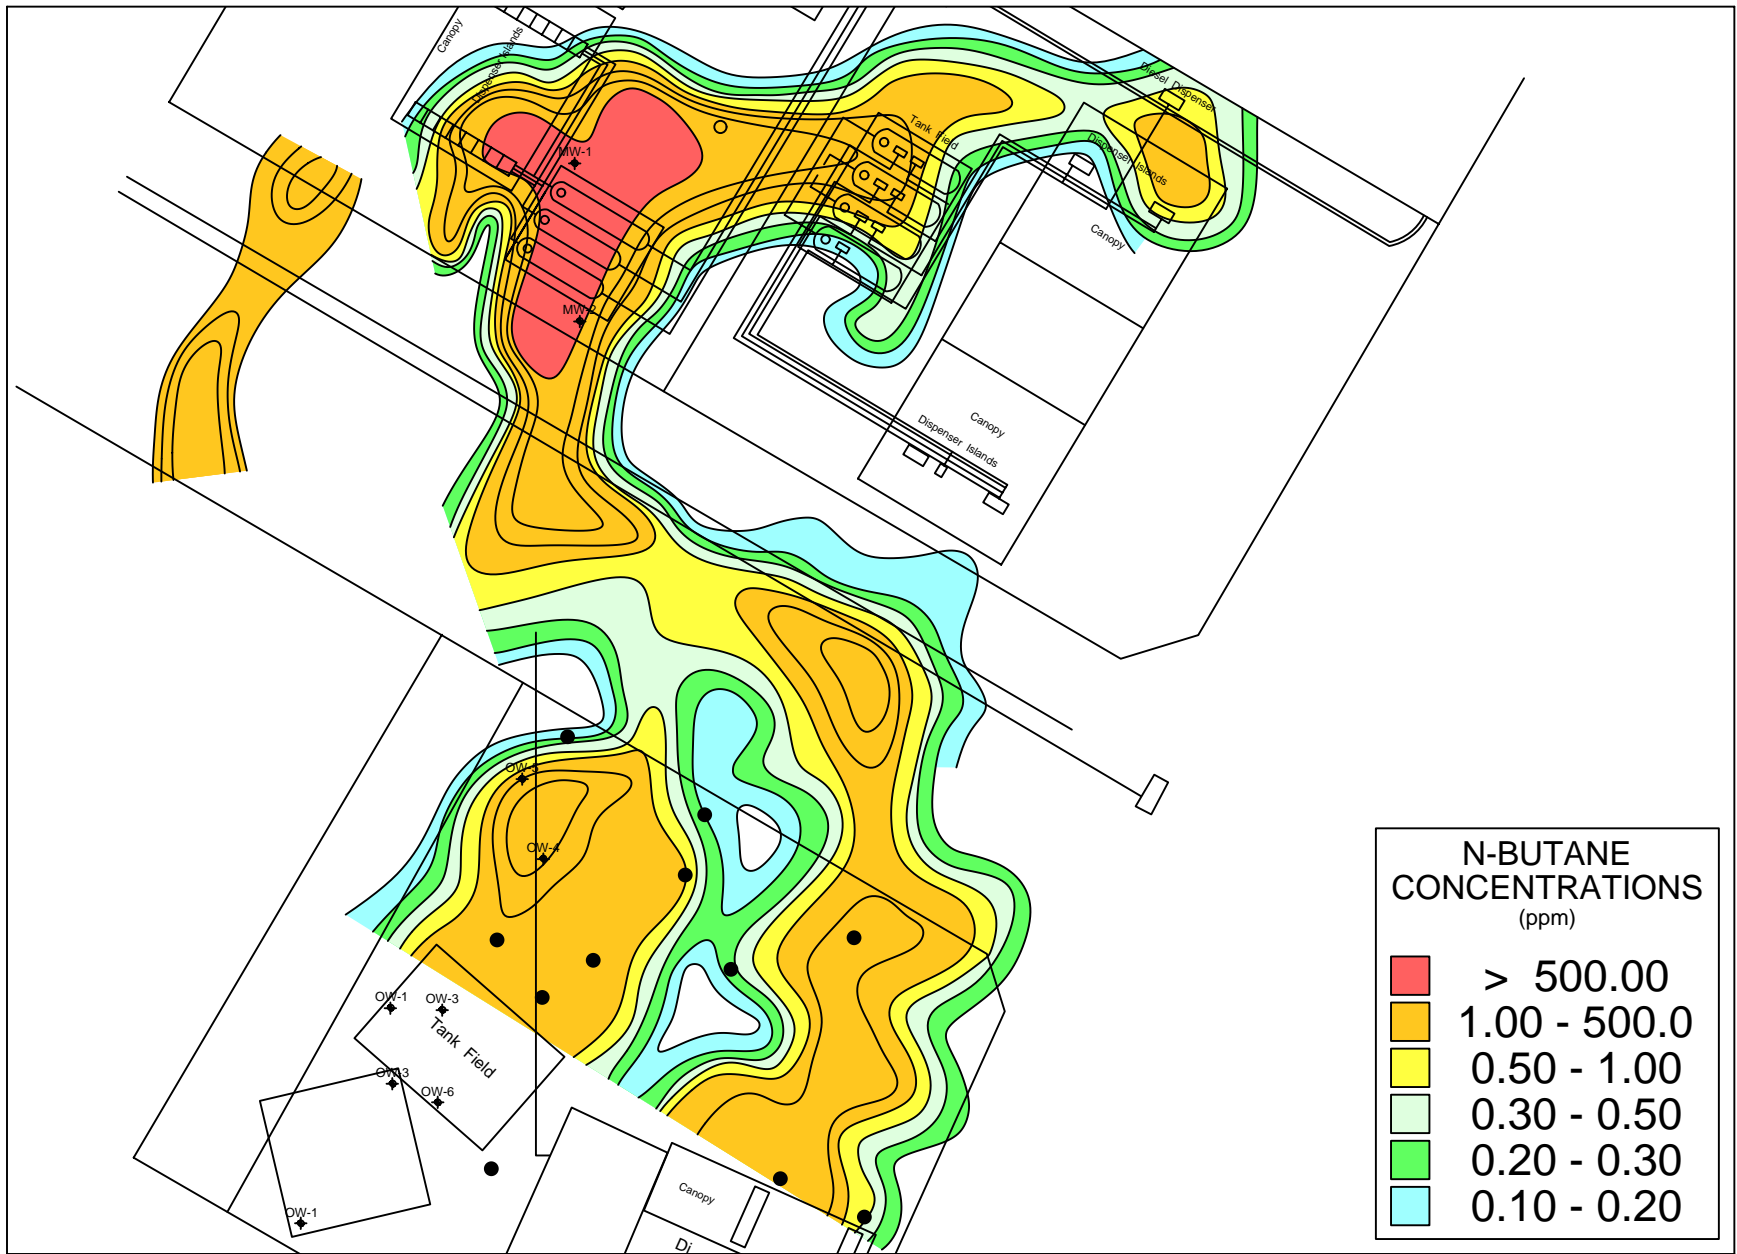 Canopy
Dispenser Islands
Diesel Dispenser
Tank Field
Dispenser Islands
MW-1
Canopy
MW-2
Canopy
Dispenser Islands
OW-5
OW-4
OW-1
OW-3
Tank Field
OW-3
OW-6
OW-1
Canopy
Di
N-BUTANE
CONCENTRATIONS
(ppm)
> 500.00
1.00 - 500.0
0.50 - 1.00
0.30 - 0.50
0.20 - 0.30
0.10 - 0.20